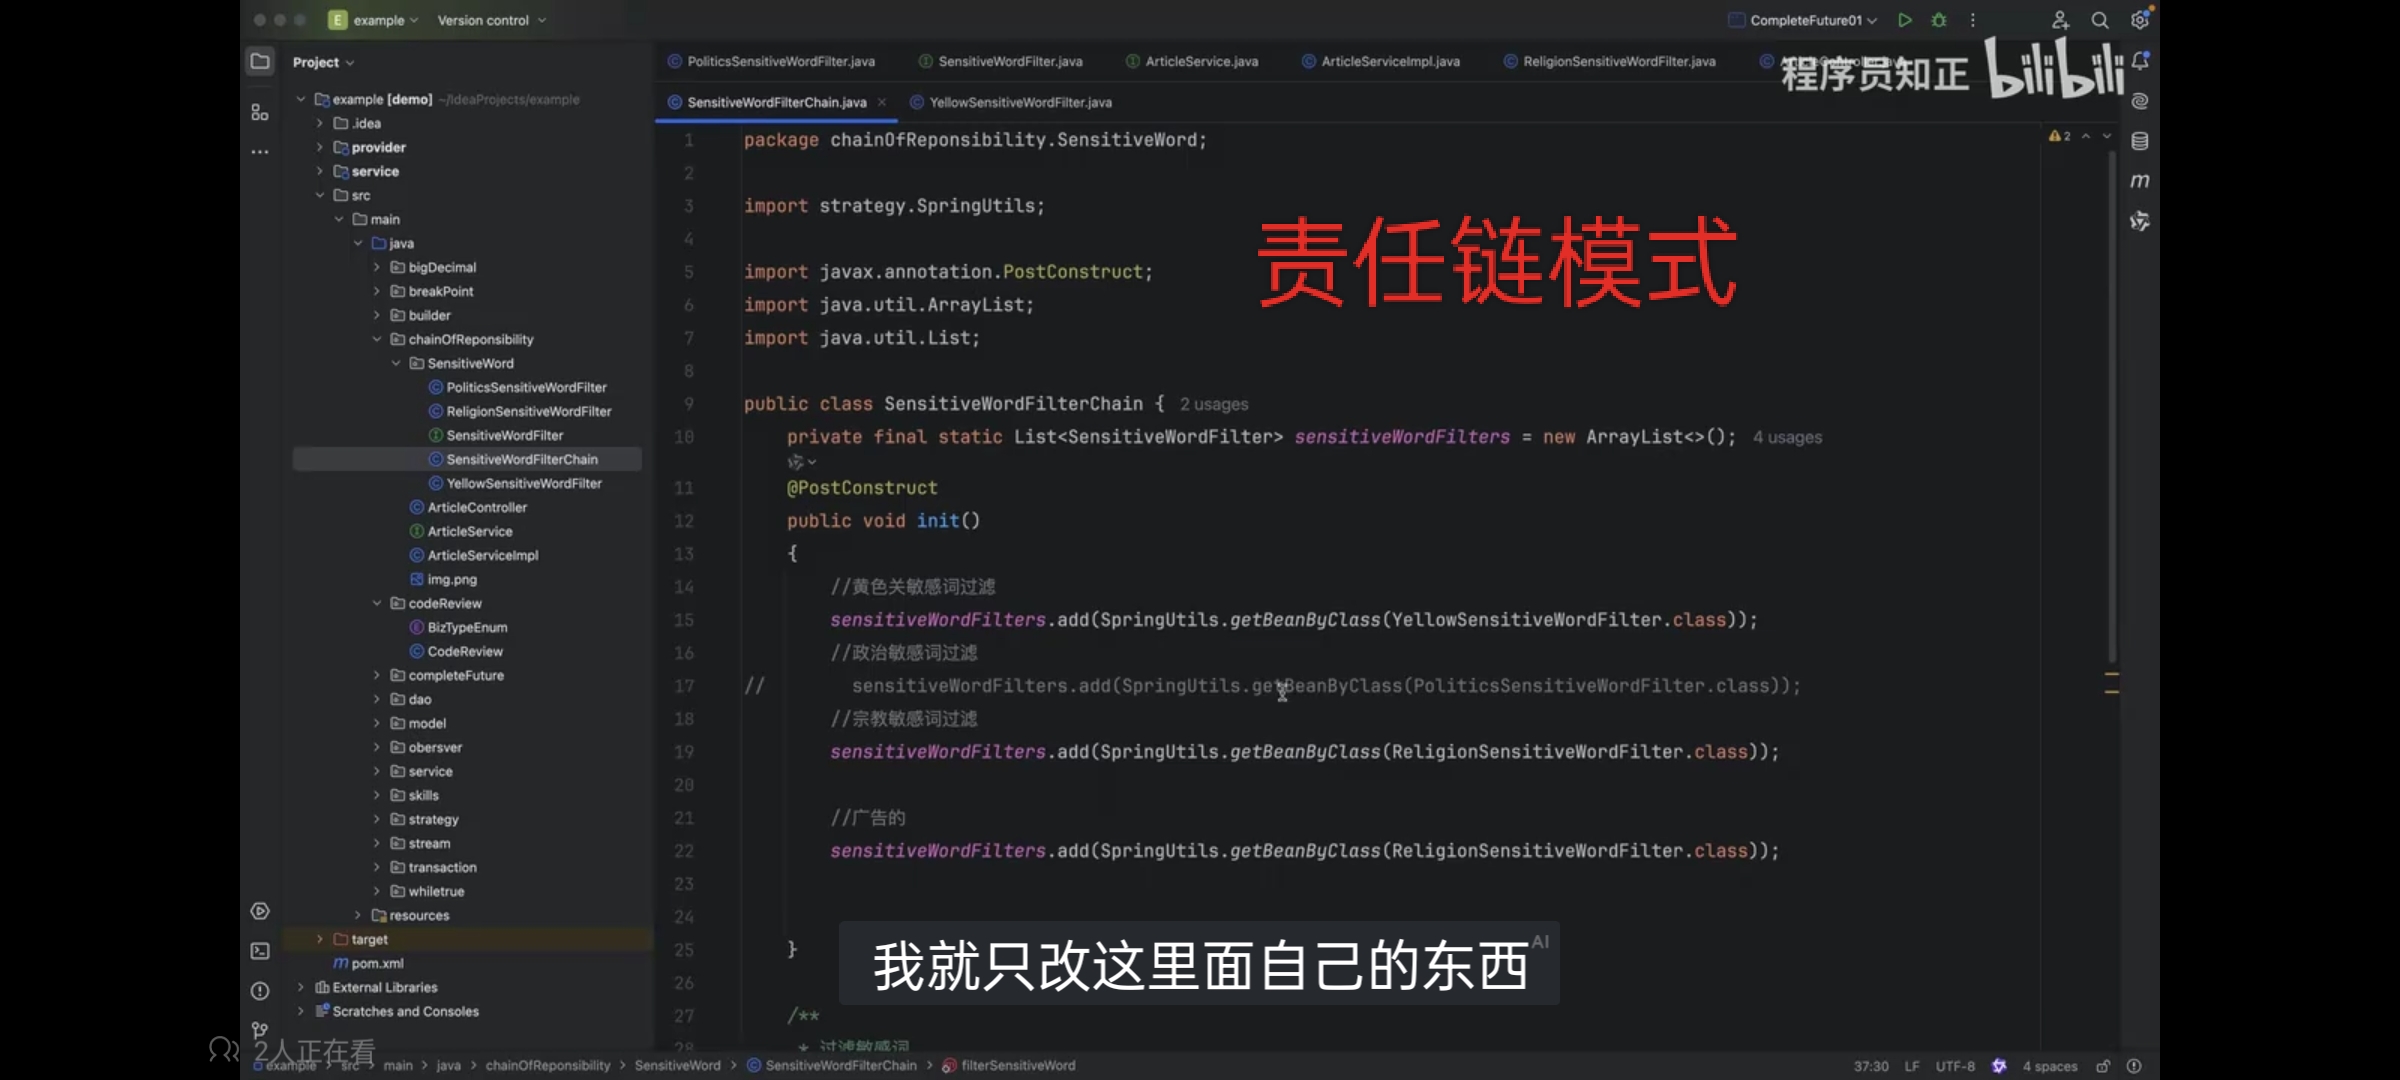 example
Version control
CompleteFuture01
Project
PoliticsSensitiveWordFilter.java
SensitiveWordFilter.java
ArticleService.java
ArticleServiceImpl.java
ReligionSensitiveWordFilter.java
程序员知正 bilibili
SensitiveWordFilterChain.java
YellowSensitiveWordFilter.java
example [demo] ~/IdeaProjects/example
.idea
provider
service
src
main
java
bigDecimal
breakPoint
builder
chainOfReponsibility
SensitiveWord
PoliticsSensitiveWordFilter
ReligionSensitiveWordFilter
SensitiveWordFilter
SensitiveWordFilterChain
YellowSensitiveWordFilter
ArticleController
ArticleService
ArticleServiceImpl
img.png
codeReview
BizTypeEnum
CodeReview
completeFuture
dao
model
obersver
service
skills
strategy
stream
transaction
whiletrue
resources
target
pom.xml
External Libraries
Scratches and Consoles
责任链模式
2
1 package chainOfReponsibility.SensitiveWord;
2
3 import strategy.SpringUtils;
4
5 import javax.annotation.PostConstruct;
6 import java.util.ArrayList;
7 import java.util.List;
8
9 public class SensitiveWordFilterChain { 2 usages
10 private final static List<SensitiveWordFilter> sensitiveWordFilters = new ArrayList<>(); 4 usages
11 @PostConstruct
12 public void init()
13 {
14 //黄色关敏感词过滤
15 sensitiveWordFilters.add(SpringUtils.getBeanByClass(YellowSensitiveWordFilter.class));
16 //政治敏感词过滤
17 // sensitiveWordFilters.add(SpringUtils.getBeanByClass(PoliticsSensitiveWordFilter.class));
18 //宗教敏感词过滤
19 sensitiveWordFilters.add(SpringUtils.getBeanByClass(ReligionSensitiveWordFilter.class));
20
21 //广告的
22 sensitiveWordFilters.add(SpringUtils.getBeanByClass(ReligionSensitiveWordFilter.class));
23
24
25 }
26
27 /**
28 * 过滤敏感词
我就只改这里面自己的东西 AI
2人正在看
example > src > main > java > chainOfReponsibility > SensitiveWord > SensitiveWordFilterChain > filterSensitiveWord
37:30 LF UTF-8 4 spaces